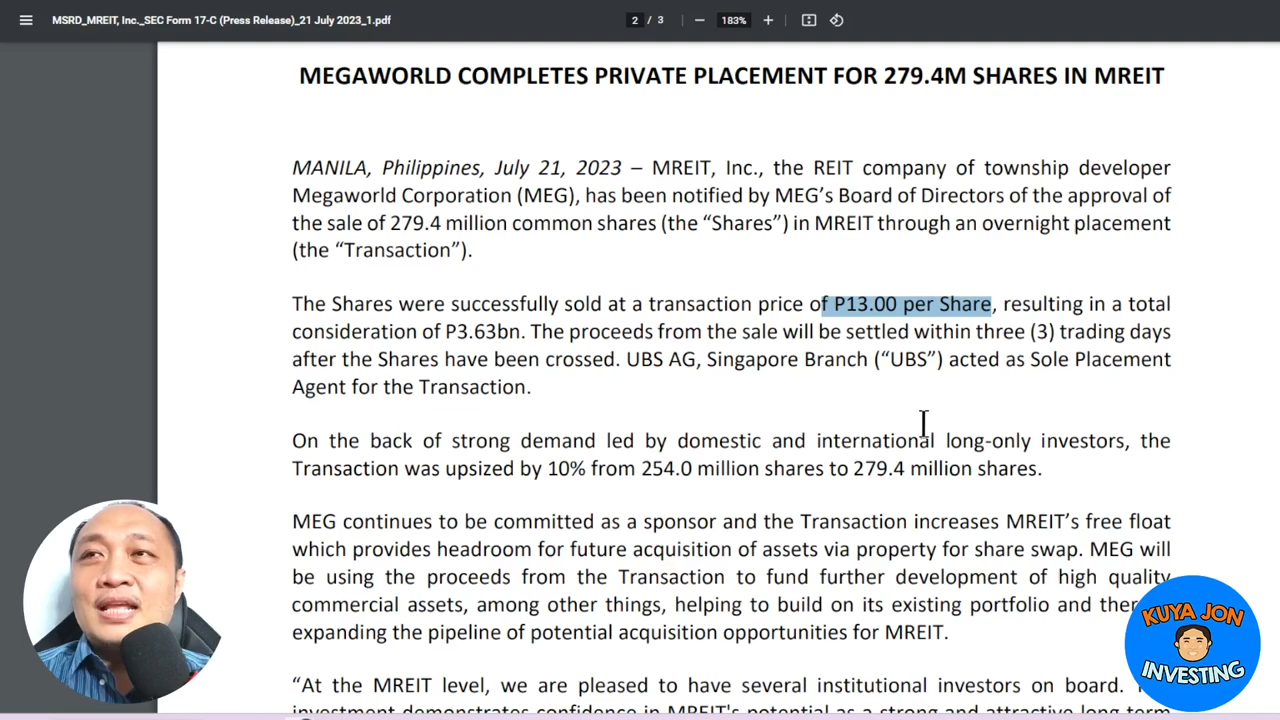 MSRD_MREIT, Inc._SEC Form 17-C (Press Release)_21 July 2023_1.pdf
2 / 3
183%
MEGAWORLD COMPLETES PRIVATE PLACEMENT FOR 279.4M SHARES IN MREIT
MANILA, Philippines, July 21, 2023 – MREIT, Inc., the REIT company of township developer
Megaworld Corporation (MEG), has been notified by MEG's Board of Directors of the approval of
the sale of 279.4 million common shares (the “Shares”) in MREIT through an overnight placement
(the “Transaction”).
The Shares were successfully sold at a transaction price of P13.00 per Share, resulting in a total
consideration of P3.63bn. The proceeds from the sale will be settled within three (3) trading days
after the Shares have been crossed. UBS AG, Singapore Branch (“UBS”) acted as Sole Placement
Agent for the Transaction.
On the back of strong demand led by domestic and international long-only investors, the
Transaction was upsized by 10% from 254.0 million shares to 279.4 million shares.
MEG continues to be committed as a sponsor and the Transaction increases MREIT's free float
which provides headroom for future acquisition of assets via property for share swap. MEG will
be using the proceeds from the Transaction to fund further development of high quality
commercial assets, among other things, helping to build on its existing portfolio and
expanding the pipeline of potential acquisition opportunities for MREIT.
“At the MREIT level, we are pleased to have several institutional investors on board.
investment demonstrates confidence in MREIT's potential as a strong and attractive long term
KUYA JON
INVESTING